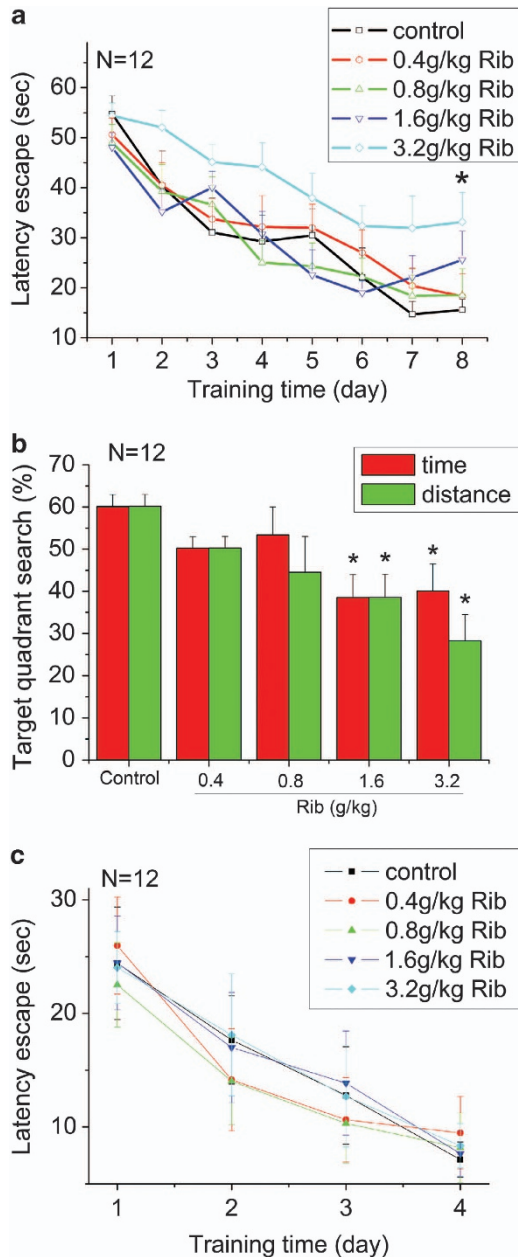 a
N=12
control
0.4g/kg Rib
0.8g/kg Rib
1.6g/kg Rib
3.2g/kg Rib
*
Latency escape (sec)
60
50
40
30
20
10
1 2 3 4 5 6 7 8
Training time (day)
b
N=12
time
distance
Target quadrant search (%)
70
60
50
40
30
20
10
0
* * * *
Control 0.4 0.8 1.6 3.2
Rib (g/kg)
c
N=12
control
0.4g/kg Rib
0.8g/kg Rib
1.6g/kg Rib
3.2g/kg Rib
Latency escape (sec)
30
20
10
1 2 3 4
Training time (day)